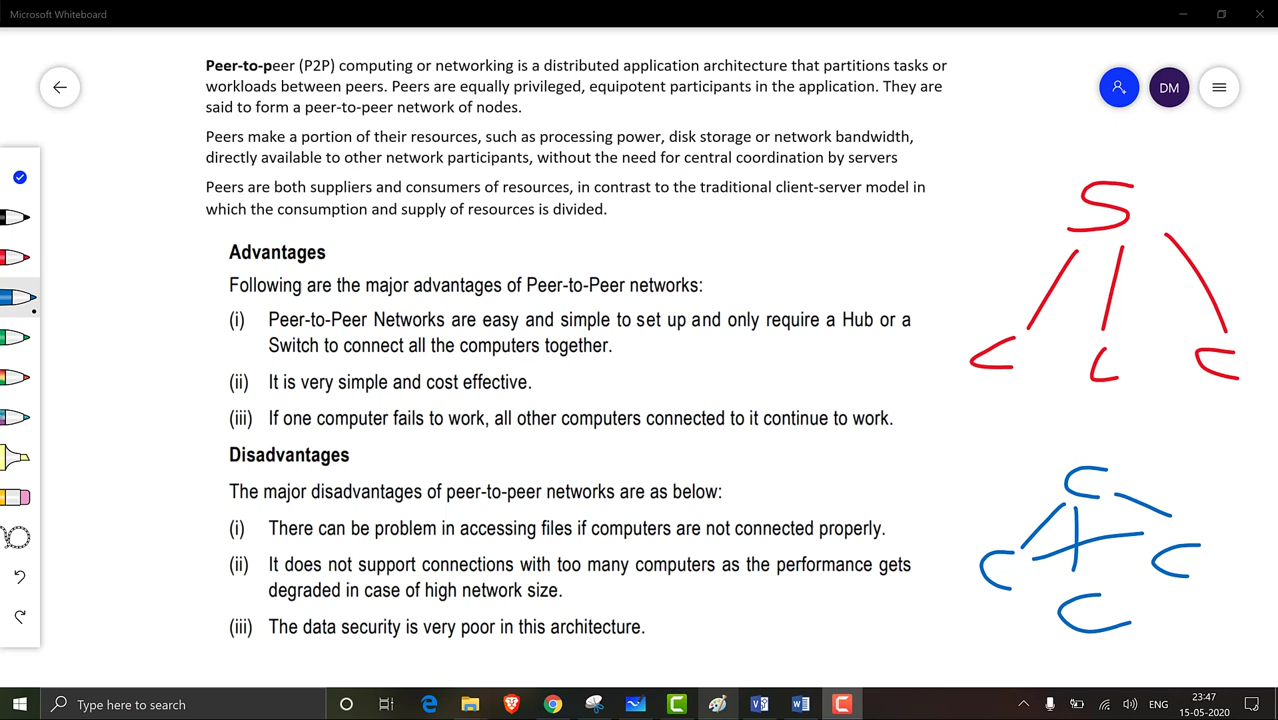 Microsoft Whiteboard
Peer-to-peer (P2P) computing or networking is a distributed application architecture that partitions tasks or
workloads between peers. Peers are equally privileged, equipotent participants in the application. They are
said to form a peer-to-peer network of nodes.
DM
Peers make a portion of their resources, such as processing power, disk storage or network bandwidth,
directly available to other network participants, without the need for central coordination by servers
Peers are both suppliers and consumers of resources, in contrast to the traditional client-server model in
which the consumption and supply of resources is divided.
S
C C C
Advantages
Following are the major advantages of Peer-to-Peer networks:
(i) Peer-to-Peer Networks are easy and simple to set up and only require a Hub or a
Switch to connect all the computers together.
(ii) It is very simple and cost effective.
(iii) If one computer fails to work, all other computers connected to it continue to work.
Disadvantages
The major disadvantages of peer-to-peer networks are as below:
(i) There can be problem in accessing files if computers are not connected properly.
(ii) It does not support connections with too many computers as the performance gets
degraded in case of high network size.
(iii) The data security is very poor in this architecture.
C
C C
C
Type here to search
ENG
23:47
15-05-2020